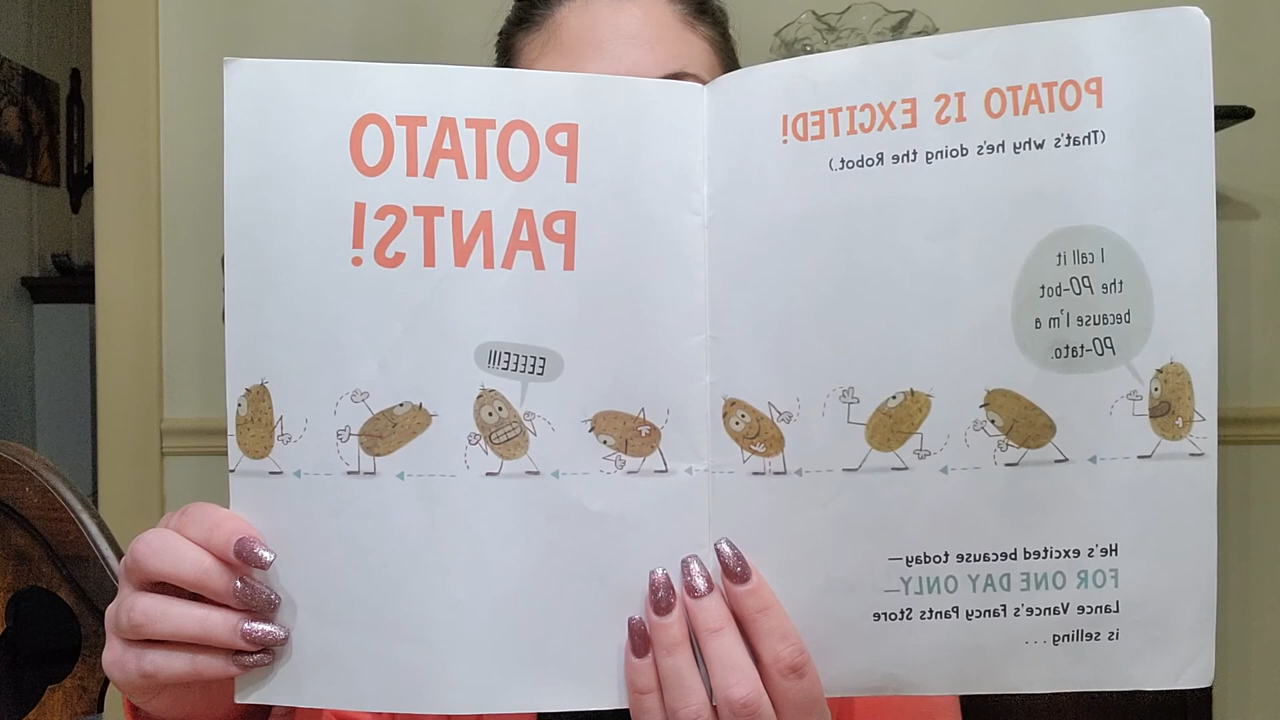 POTATO IS EXCITED!
(That's why he's doing the Robot.)
I call it
the PO-bot
because I'm a
PO-tato.
He's excited because today—
FOR ONE DAY ONLY—
Lance Vance's Fancy Pants Store
is selling . . .
POTATO
PANTS!
EEEEE!!!